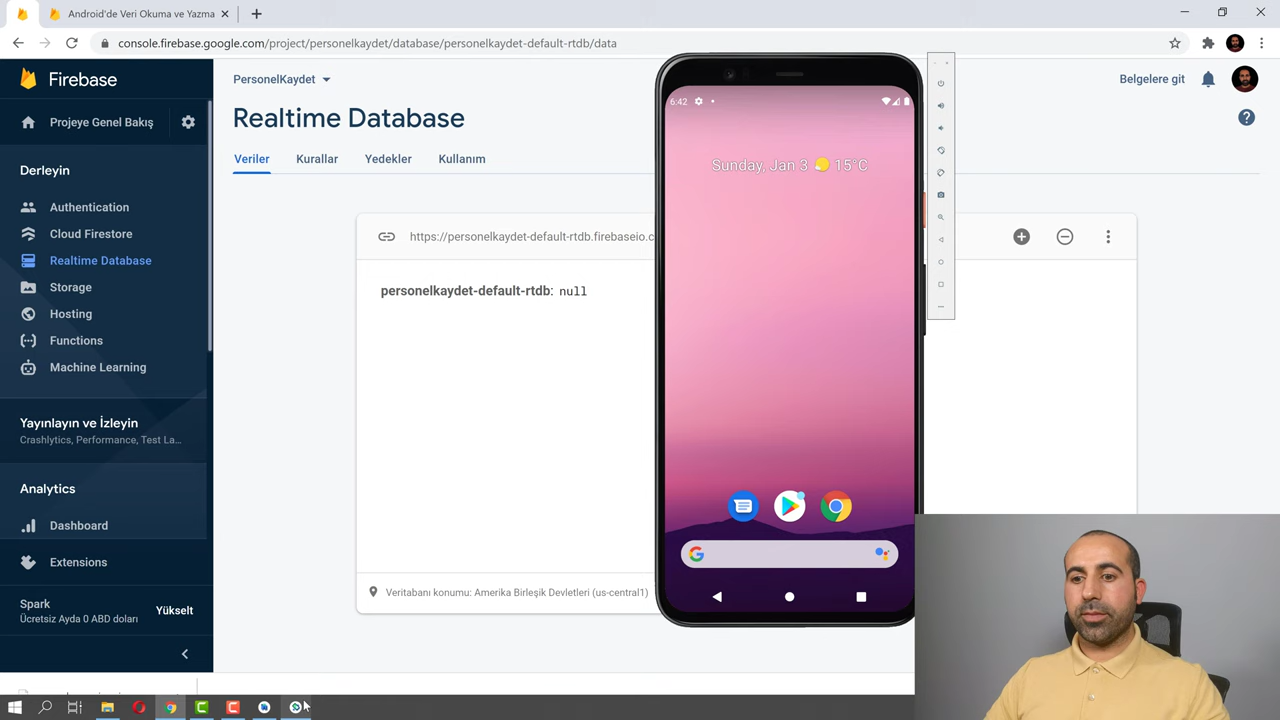 Android'de Veri Okuma ve Yazma
console.firebase.google.com/project/personelkaydet/database/personelkaydet-default-rtdb/data
Firebase
PersonelKaydet
Belgelere git
Projeye Genel Bakış
Realtime Database
Veriler
Kurallar
Yedekler
Kullanım
Derleyin
Authentication
Cloud Firestore
Realtime Database
Storage
Hosting
Functions
Machine Learning
Yayınlayın ve İzleyin
Crashlytics, Performance, Test La...
Analytics
Dashboard
Extensions
Spark
Ücretsiz Ayda 0 ABD doları
Yükselt
https://personelkaydet-default-rtdb.firebaseio.c
personelkaydet-default-rtdb: null
Veritabanı konumu: Amerika Birleşik Devletleri (us-central1)
6:42
Sunday, Jan 3 15°C